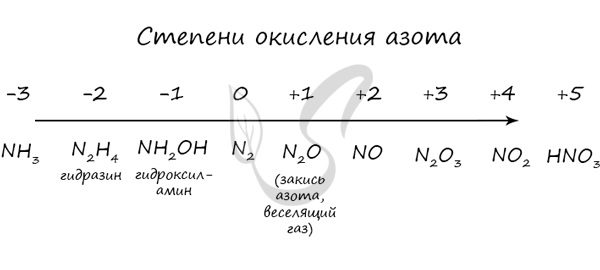 Степени окисления азота
-3 -2 -1 0 +1 +2 +3 +4 +5
NH₃ N₂H₄ NH₂OH N₂ N₂O NO N₂O₃ NO₂ HNO₃
гидразин гидроксил-
амин
(закись
азота,
веселящий
газ)